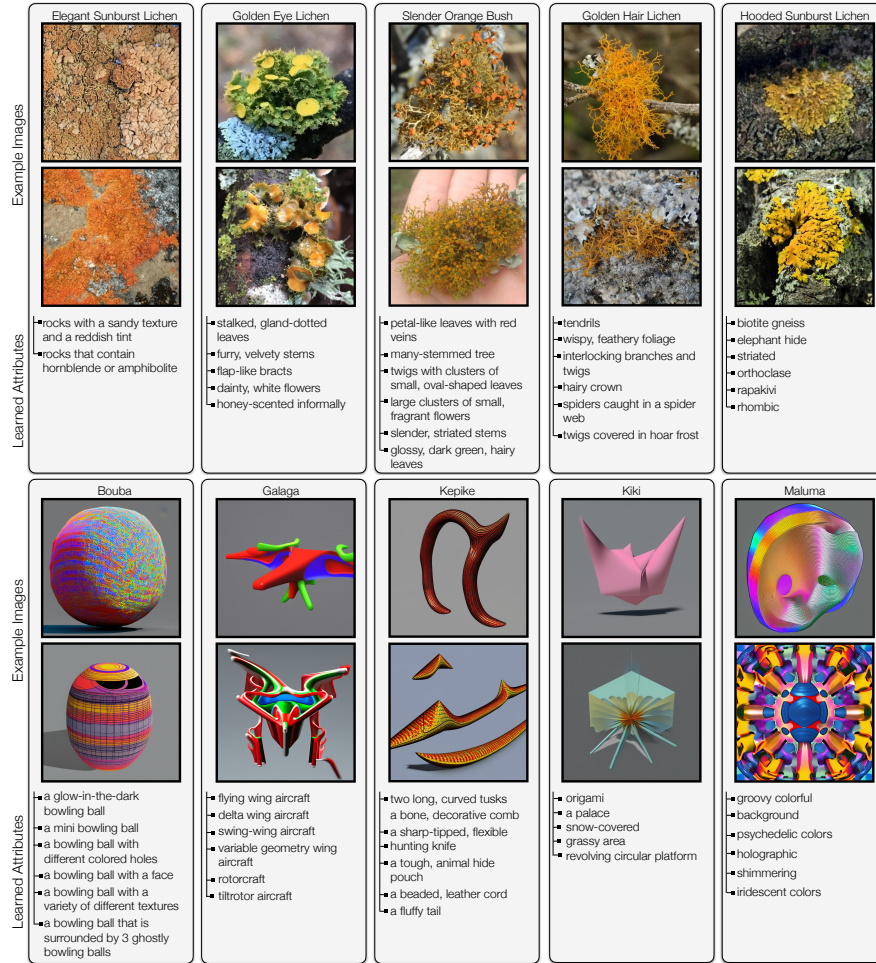 Elegant Sunburst Lichen
Golden Eye Lichen
Slender Orange Bush
Golden Hair Lichen
Hooded Sunburst Lichen
Example Images
Learned Attributes
rocks with a sandy texture
and a reddish tint
rocks that contain
hornblende or amphibolite
stalked, gland-dotted
leaves
furry, velvety stems
flap-like bracts
dainty, white flowers
honey-scented informally
petal-like leaves with red
veins
many-stemmed tree
twigs with clusters of
small, oval-shaped leaves
large clusters of small,
fragrant flowers
slender, striated stems
glossy, dark green, hairy
leaves
tendrils
wispy, feathery foliage
interlocking branches and
twigs
hairy crown
spiders caught in a spider
web
twigs covered in hoar frost
biotite gneiss
elephant hide
striated
orthoclase
rapakivi
rhombic
Bouba
Galaga
Kepike
Kiki
Maluma
Example Images
Learned Attributes
a glow-in-the-dark
bowling ball
a mini bowling ball
a bowling ball with
different colored holes
a bowling ball with a face
a bowling ball with a
variety of different textures
a bowling ball that is
surrounded by 3 ghostly
bowling balls
flying wing aircraft
delta wing aircraft
swing-wing aircraft
variable geometry wing
aircraft
rotorcraft
tiltrotor aircraft
two long, curved tusks
a bone, decorative comb
a sharp-tipped, flexible
hunting knife
a tough, animal hide
pouch
a beaded, leather cord
a fluffy tail
origami
a palace
snow-covered
grassy area
revolving circular platform
groovy colorful
background
psychedelic colors
holographic
shimmering
iridescent colors